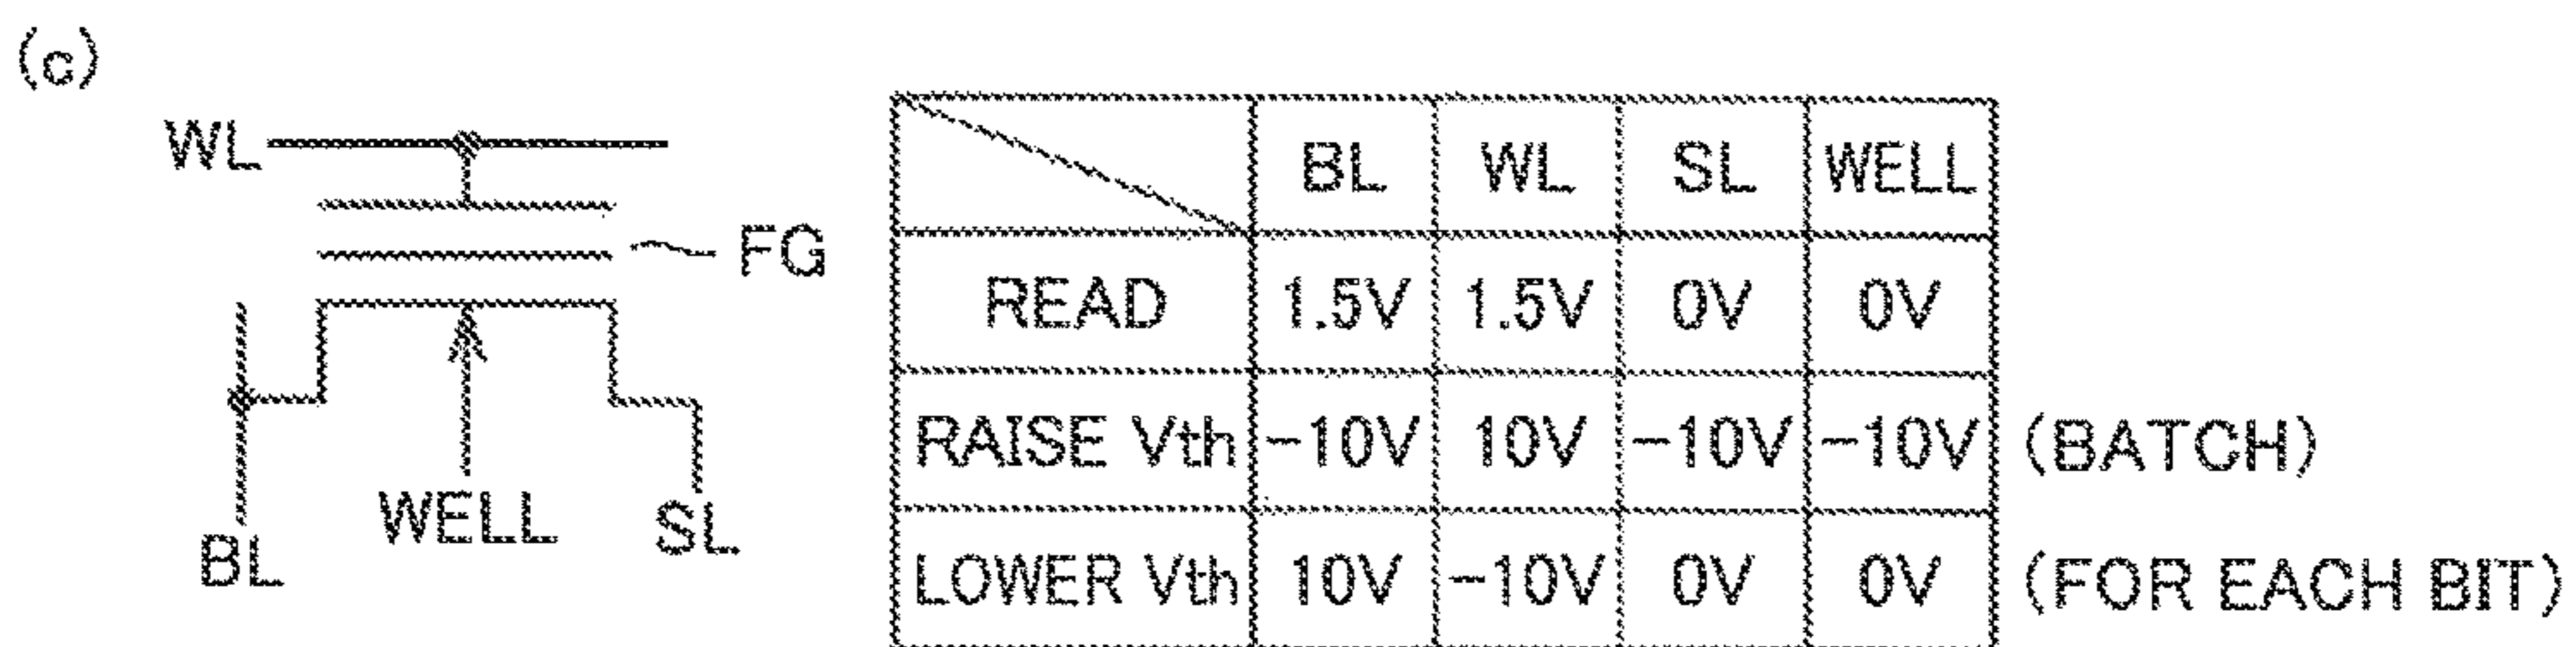 (c)
WL
FG
BL
WELL
SL
BL WL SL WELL
READ 1.5V 1.5V 0V 0V
RAISE Vth -10V 10V -10V -10V (BATCH)
LOWER Vth 10V -10V 0V 0V (FOR EACH BIT)